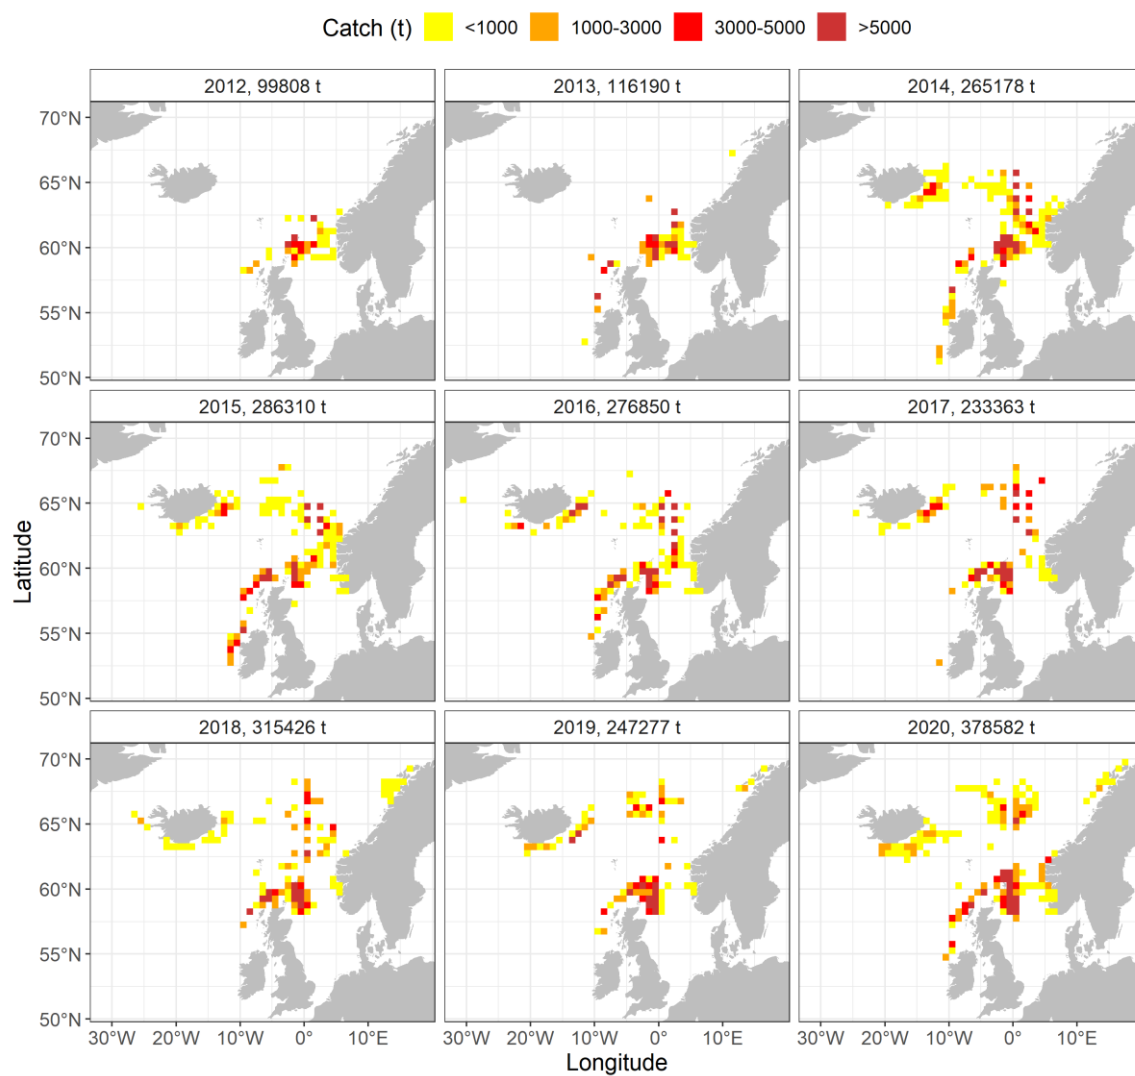 Catch (t) <1000 1000-3000 3000-5000 >5000
2012, 99808 t 2013, 116190 t 2014, 265178 t
70°N
65°N
60°N
55°N
50°N
2015, 286310 t 2016, 276850 t 2017, 233363 t
70°N
65°N
60°N
55°N
50°N
2018, 315426 t 2019, 247277 t 2020, 378582 t
70°N
65°N
60°N
55°N
50°N
Latitude
30°W 20°W 10°W 0° 10°E 30°W 20°W 10°W 0° 10°E 30°W 20°W 10°W 0° 10°E
Longitude